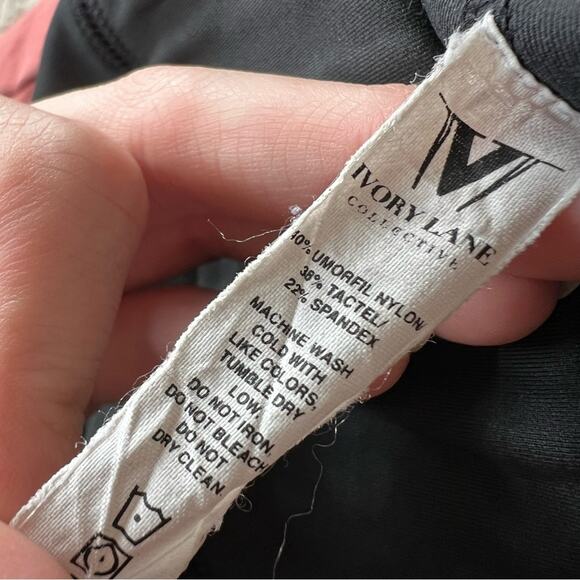 IVORY LANE
COLLECTIVE
40% UMORFIL NYLON
38% TACTEL/
22% SPANDEX
MACHINE WASH
COLD WITH
LIKE COLORS,
TUMBLE DRY
LOW,
DO NOT IRON,
DO NOT BLEACH
DO NOT
DRY CLEAN.